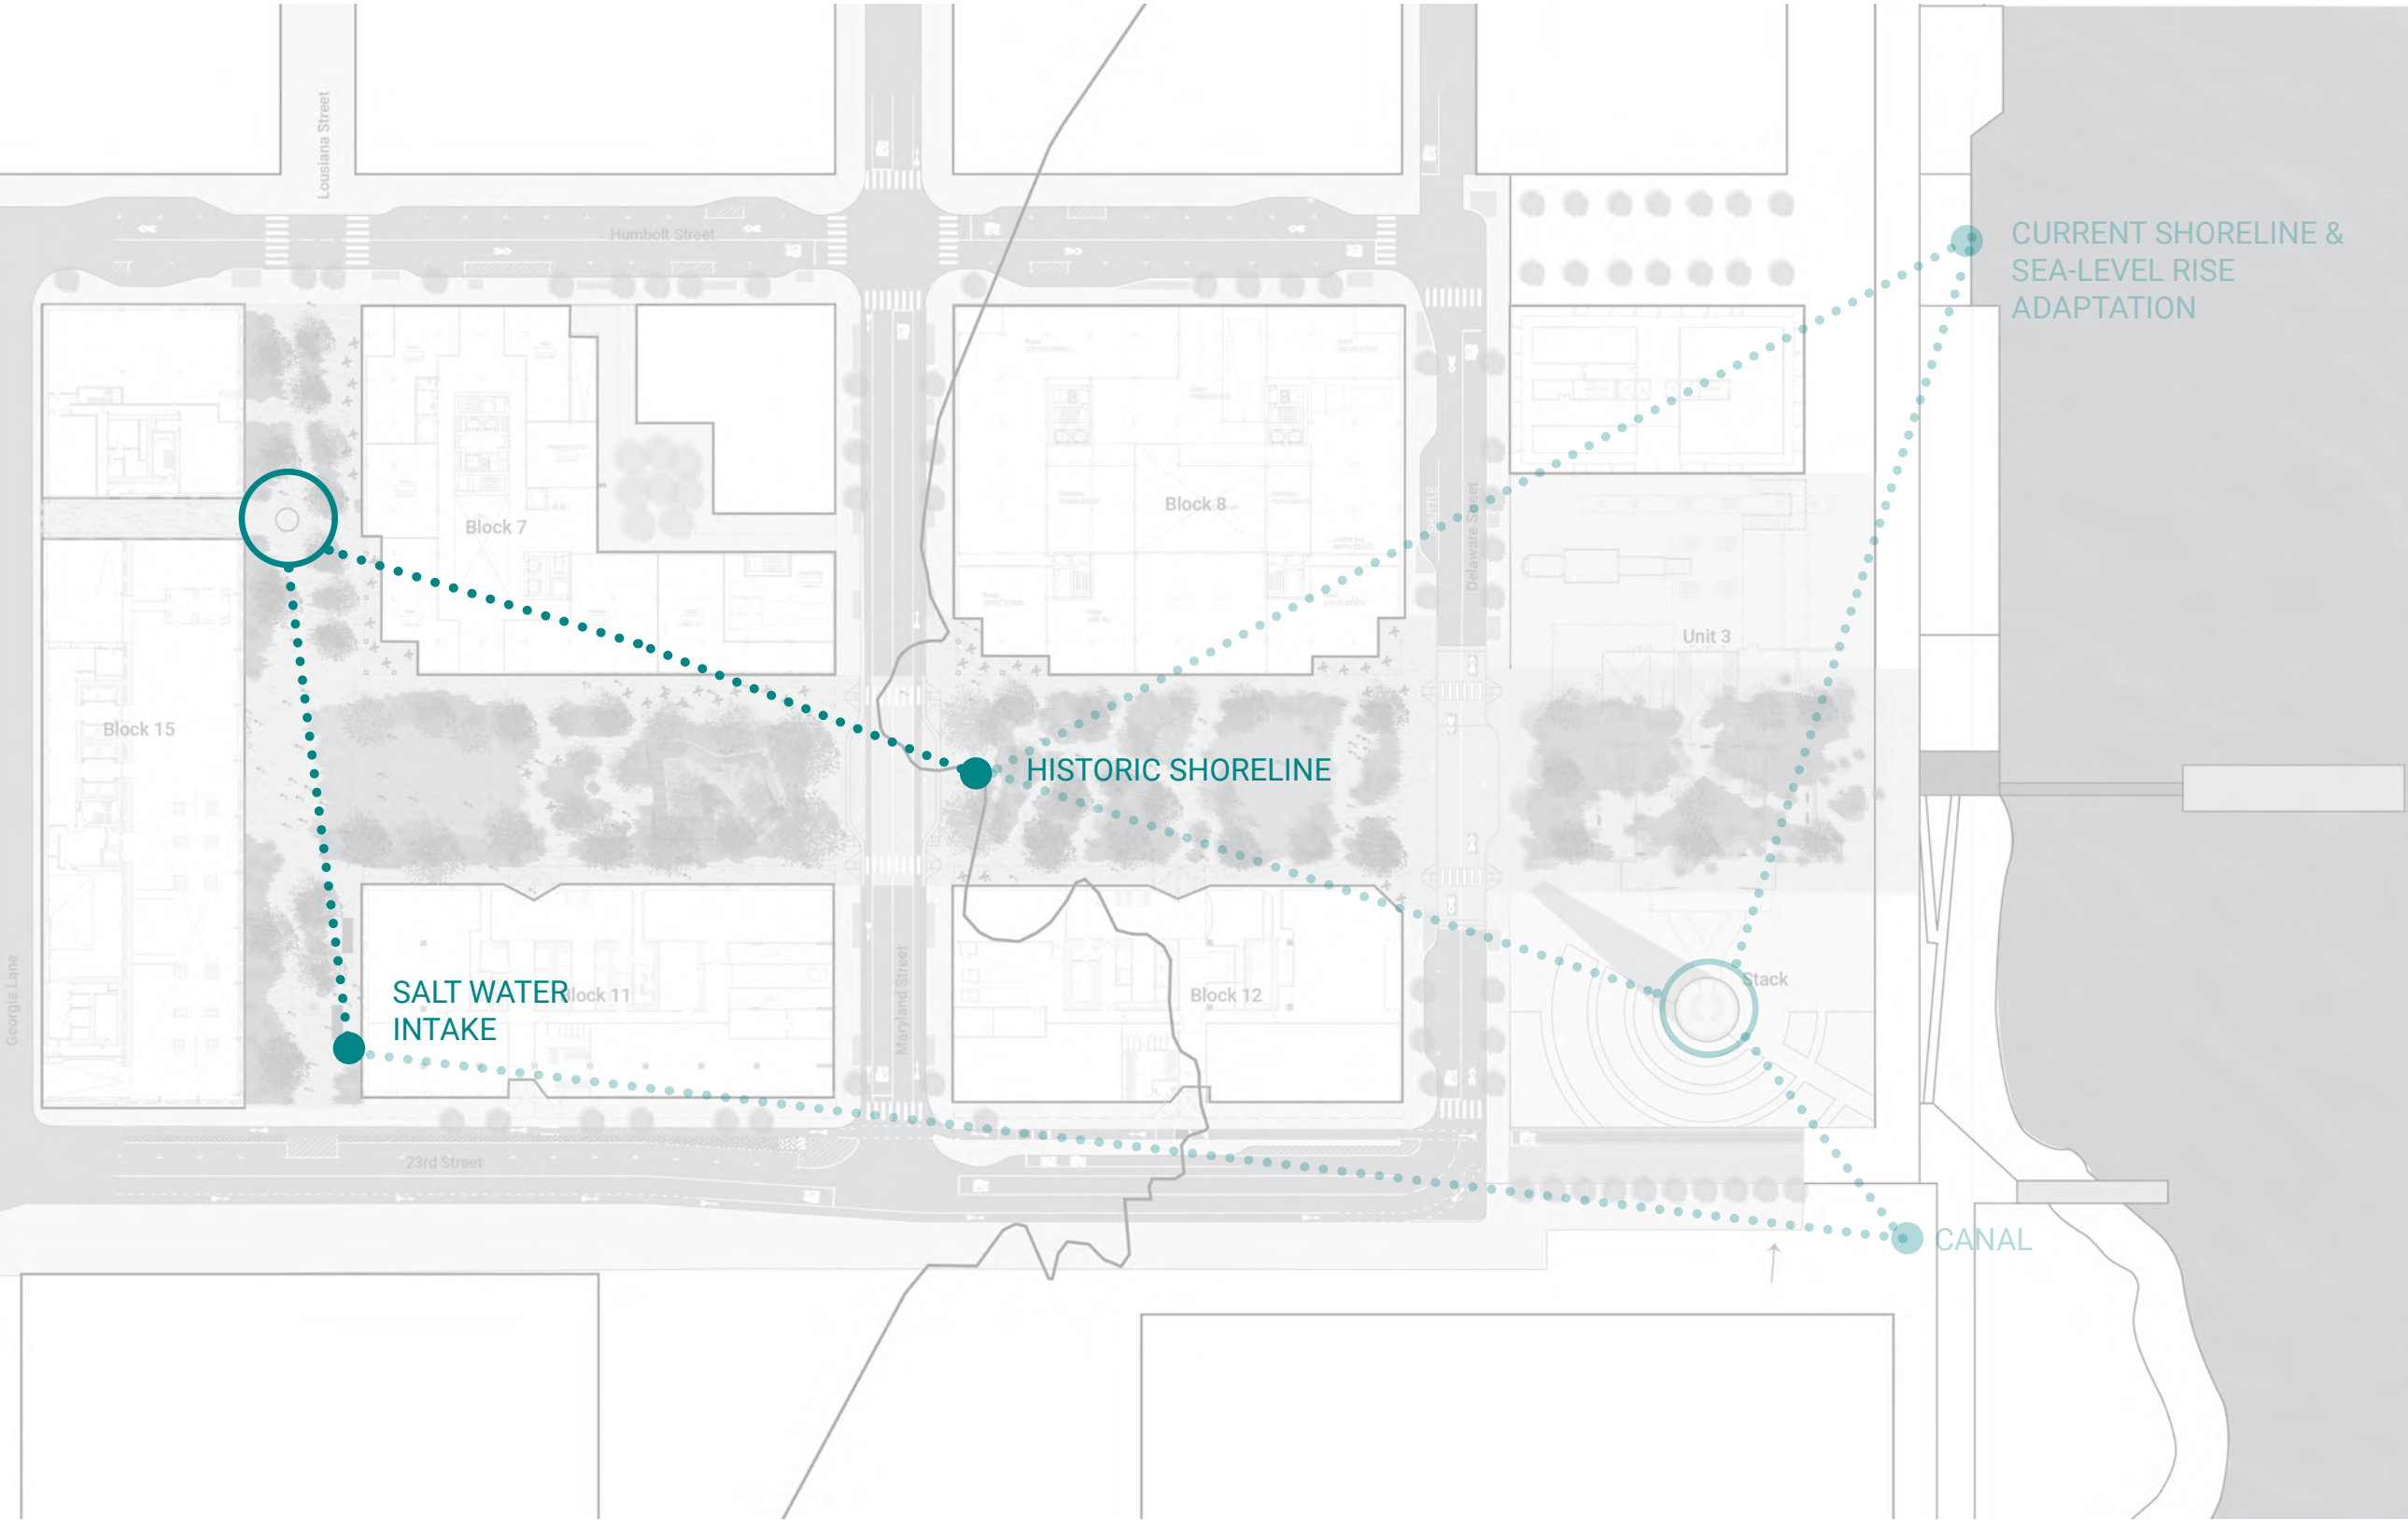 Lousiana Street
Humbolt Street
CURRENT SHORELINE &
SEA-LEVEL RISE
ADAPTATION
Block 7
Block 8
Delaware Street
Unit 3
Block 15
HISTORIC SHORELINE
Georgia Lane
SALT WATER
INTAKE
Block 11
Maryland Street
Block 12
Stack
23rd Street
CANAL